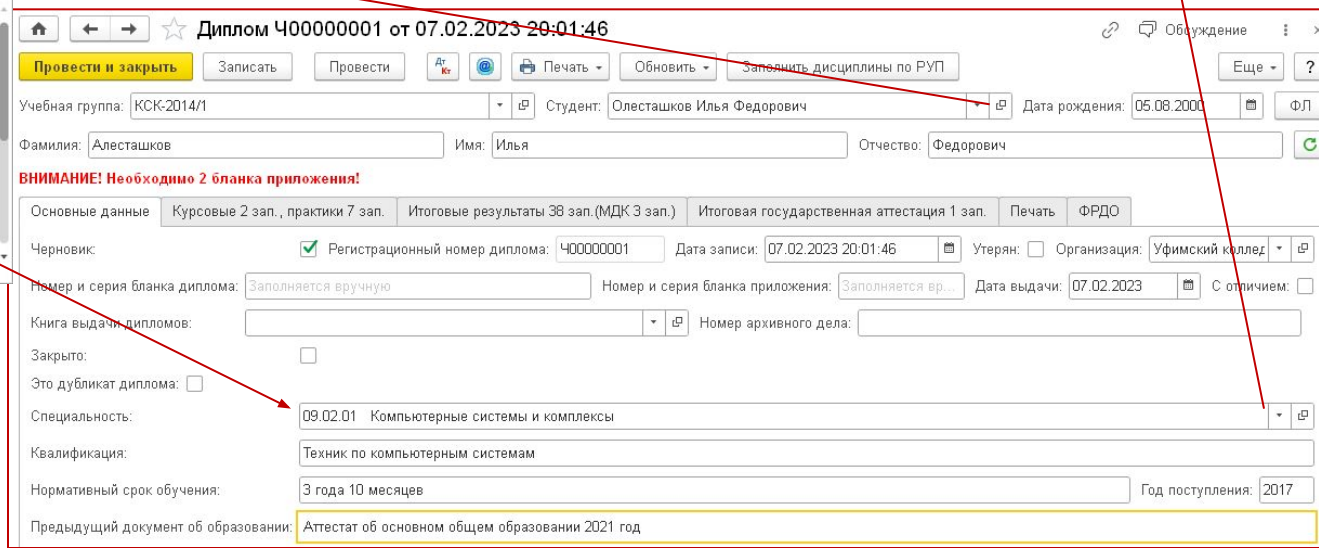 Диплом Ч00000001 от 07.02.2023 20:01:46 Обсуждение
Провести и закрыть Записать Провести Дт Кт Печать Обновить Заполнить дисциплины по РУП Еще ?
Учебная группа: КСК-2014/1 Студент: Олесташков Илья Федорович Дата рождения: 05.08.2000 ФЛ
Фамилия: Алесташков Имя: Илья Отчество: Федорович
ВНИМАНИЕ! Необходимо 2 бланка приложения!
Основные данные Курсовые 2 зап., практики 7 зап. Итоговые результаты 38 зап.(МДК 3 зап.) Итоговая государственная аттестация 1 зап. Печать ФРДО
Черновик: Регистрационный номер диплома: Ч00000001 Дата записи: 07.02.2023 20:01:46 Утерян: Организация: Уфимский коллед
Номер и серия бланка диплома: Заполняется вручную Номер и серия бланка приложения: Заполняется вр... Дата выдачи: 07.02.2023 С отличием:
Книга выдачи дипломов: Номер архивного дела:
Закрыто:
Это дубликат диплома:
Специальность: 09.02.01 Компьютерные системы и комплексы
Квалификация: Техник по компьютерным системам
Нормативный срок обучения: 3 года 10 месяцев Год поступления: 2017
Предыдущий документ об образовании: Аттестат об основном общем образовании 2021 год